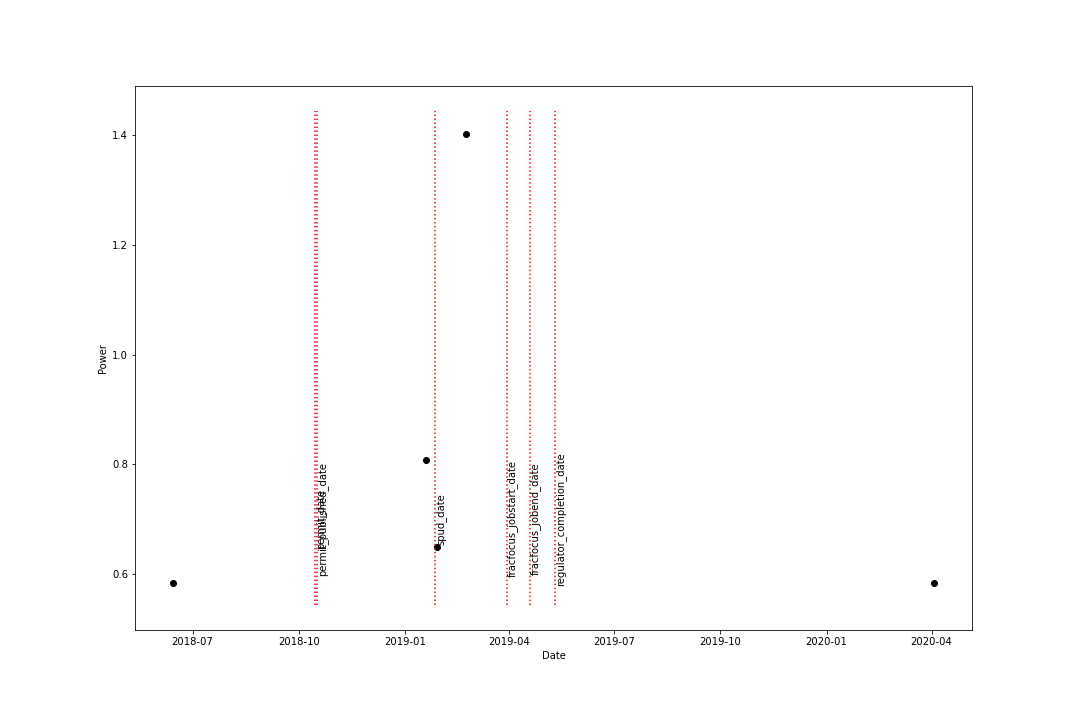 1.4
1.2
1.0
0.8
0.6
Power
permit_published_date
spud_date
fracfocus_jobstart_date
fracfocus_jobend_date
regulator_completion_date
2018-07
2018-10
2019-01
2019-04
2019-07
2019-10
2020-01
2020-04
Date